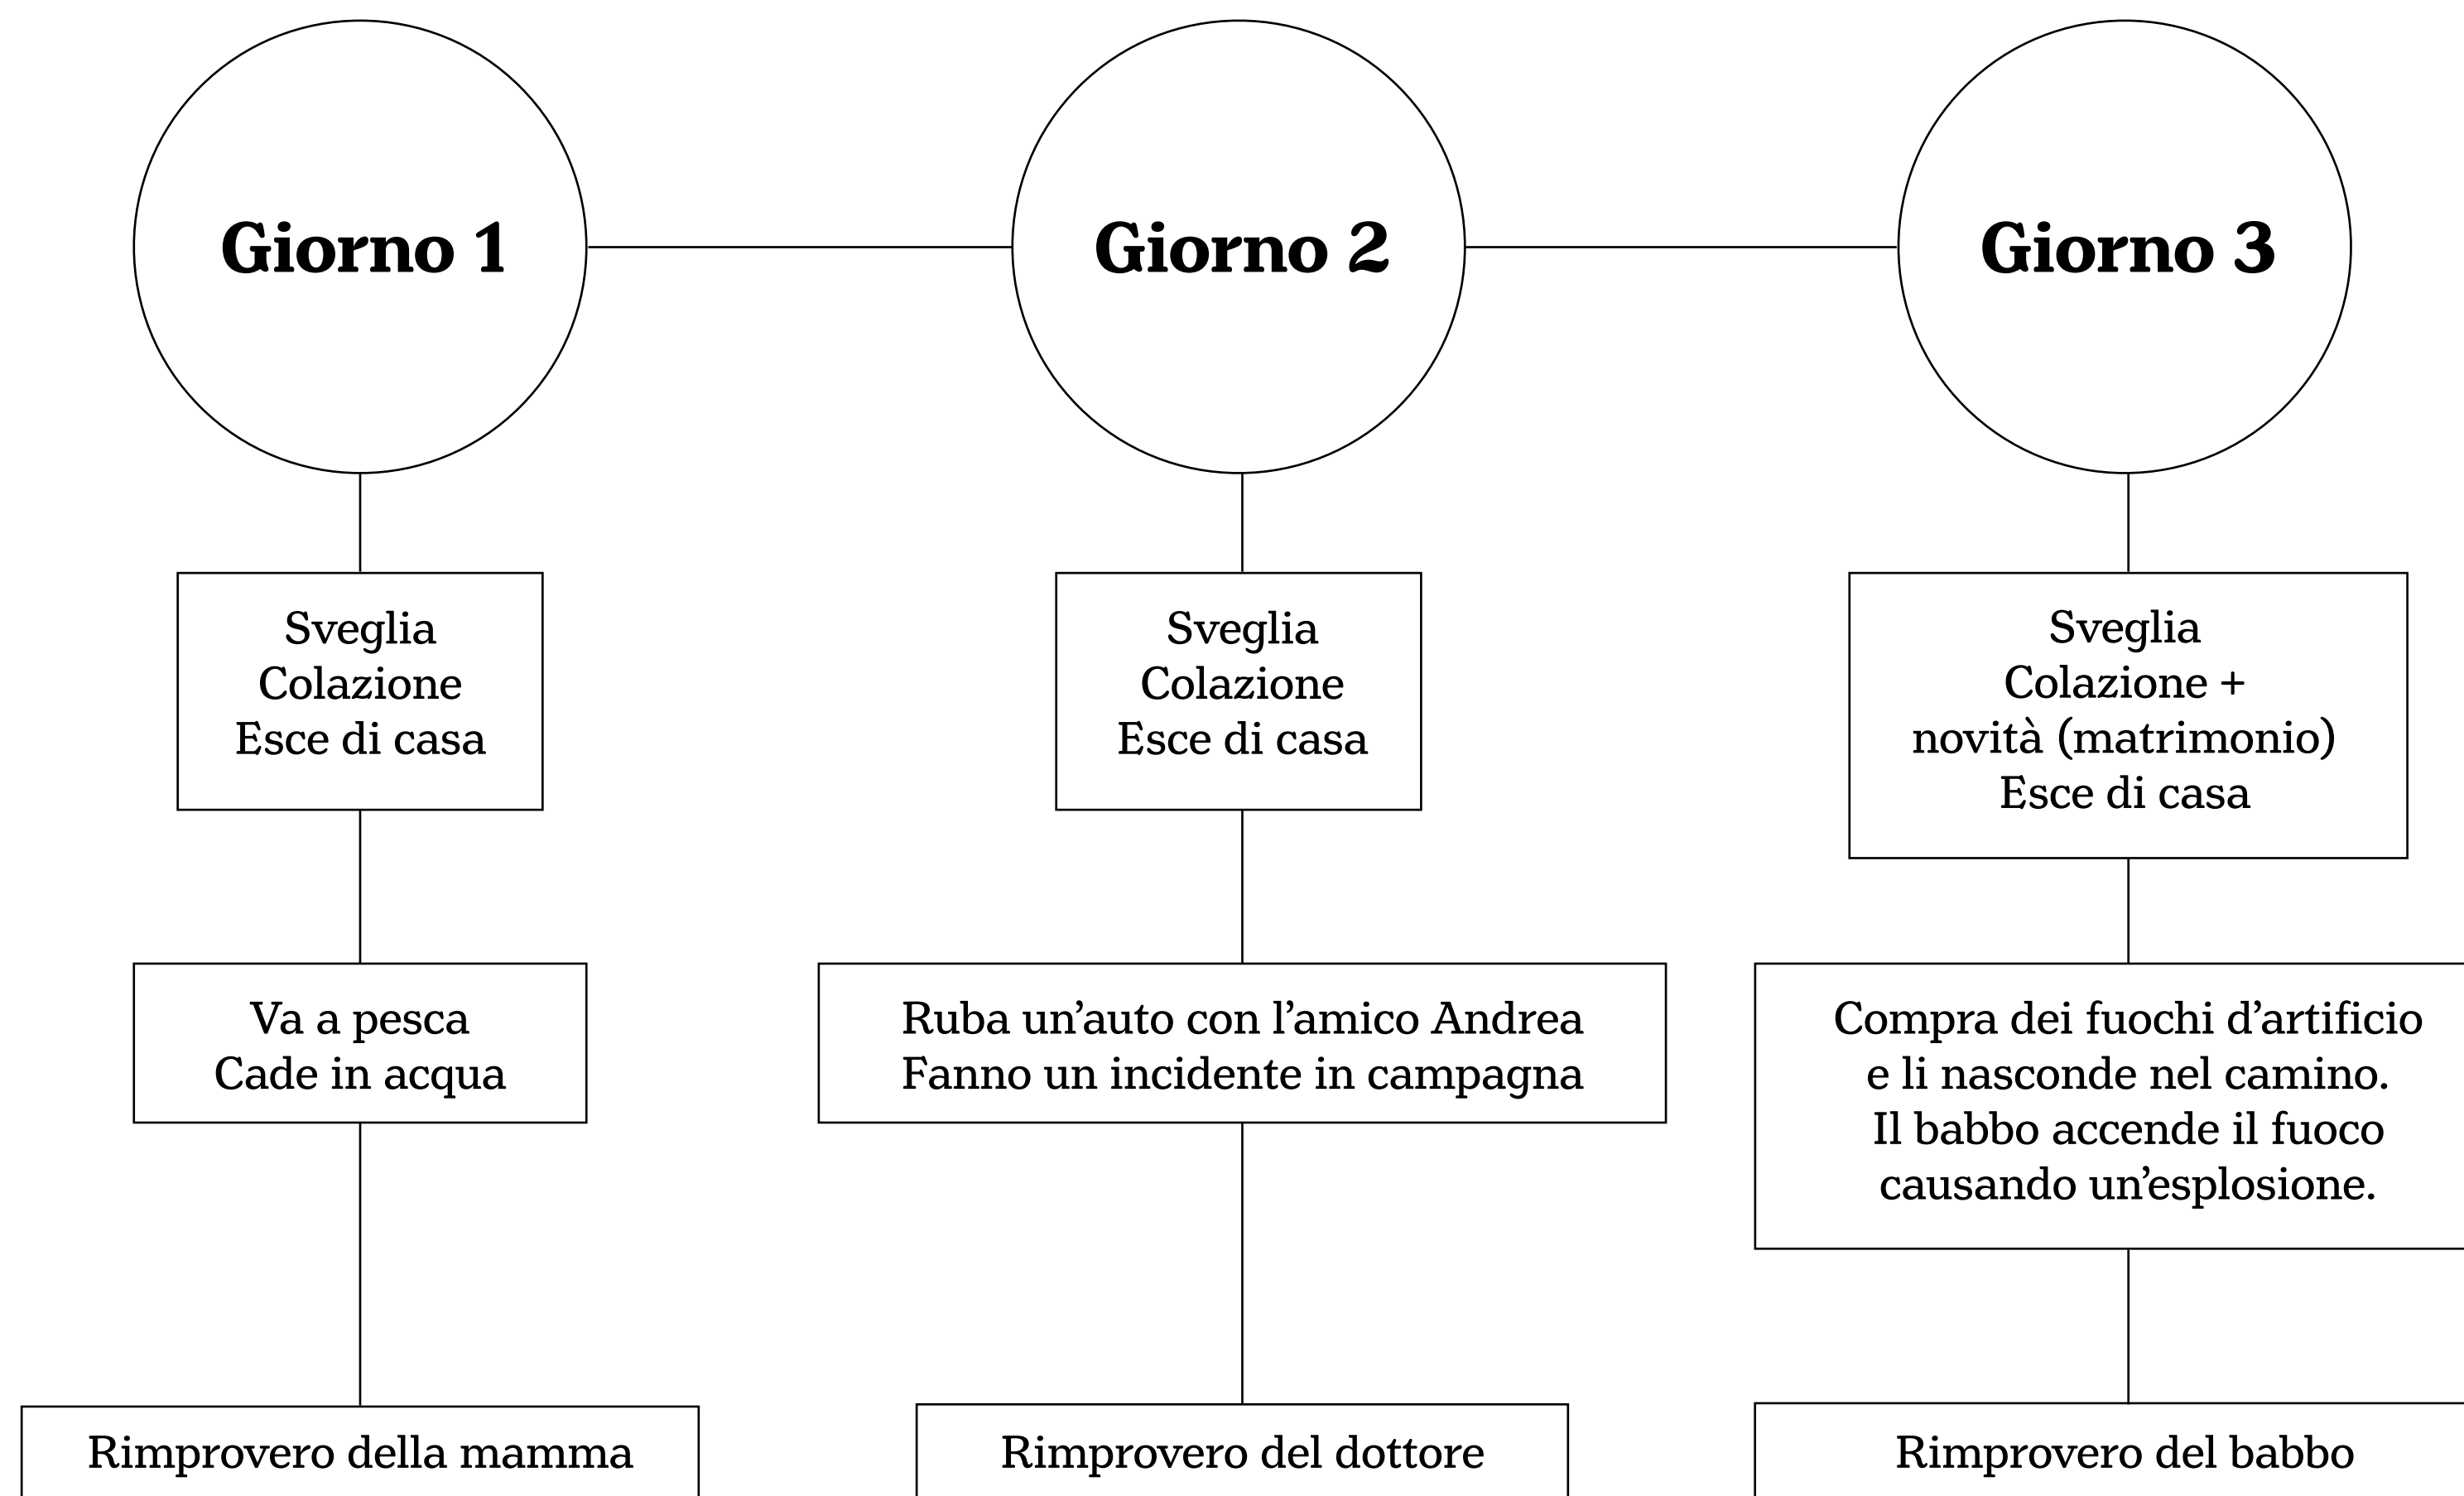 Giorno 1
Giorno 2
Giorno 3
Sveglia
Colazione
Esce di casa
Sveglia
Colazione
Esce di casa
Sveglia
Colazione +
novità (matrimonio)
Esce di casa
Va a pesca
Cade in acqua
Ruba un’auto con l’amico Andrea
Fanno un incidente in campagna
Compra dei fuochi d’artificio
e li nasconde nel camino.
Il babbo accende il fuoco
causando un’esplosione.
Rimprovero della mamma
Rimprovero del dottore
Rimprovero del babbo